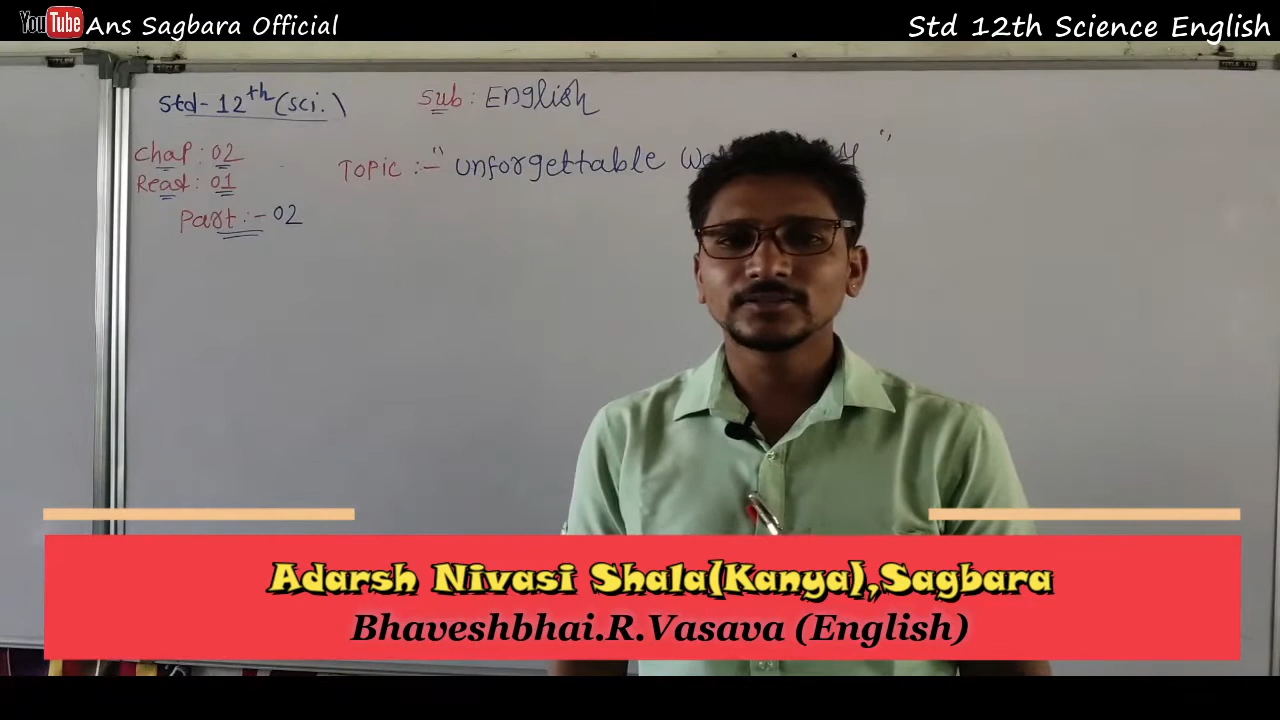 YouTube Ans Sagbara Official
Std 12th Science English
Std-12th (sci.)
Sub: English
Chap: 02
Topic :- "Unforgettable
Read: 01
Part:- 02
Adarsh Nivasi Shala(Kanya),Sagbara
Bhaveshbhai.R.Vasava (English)